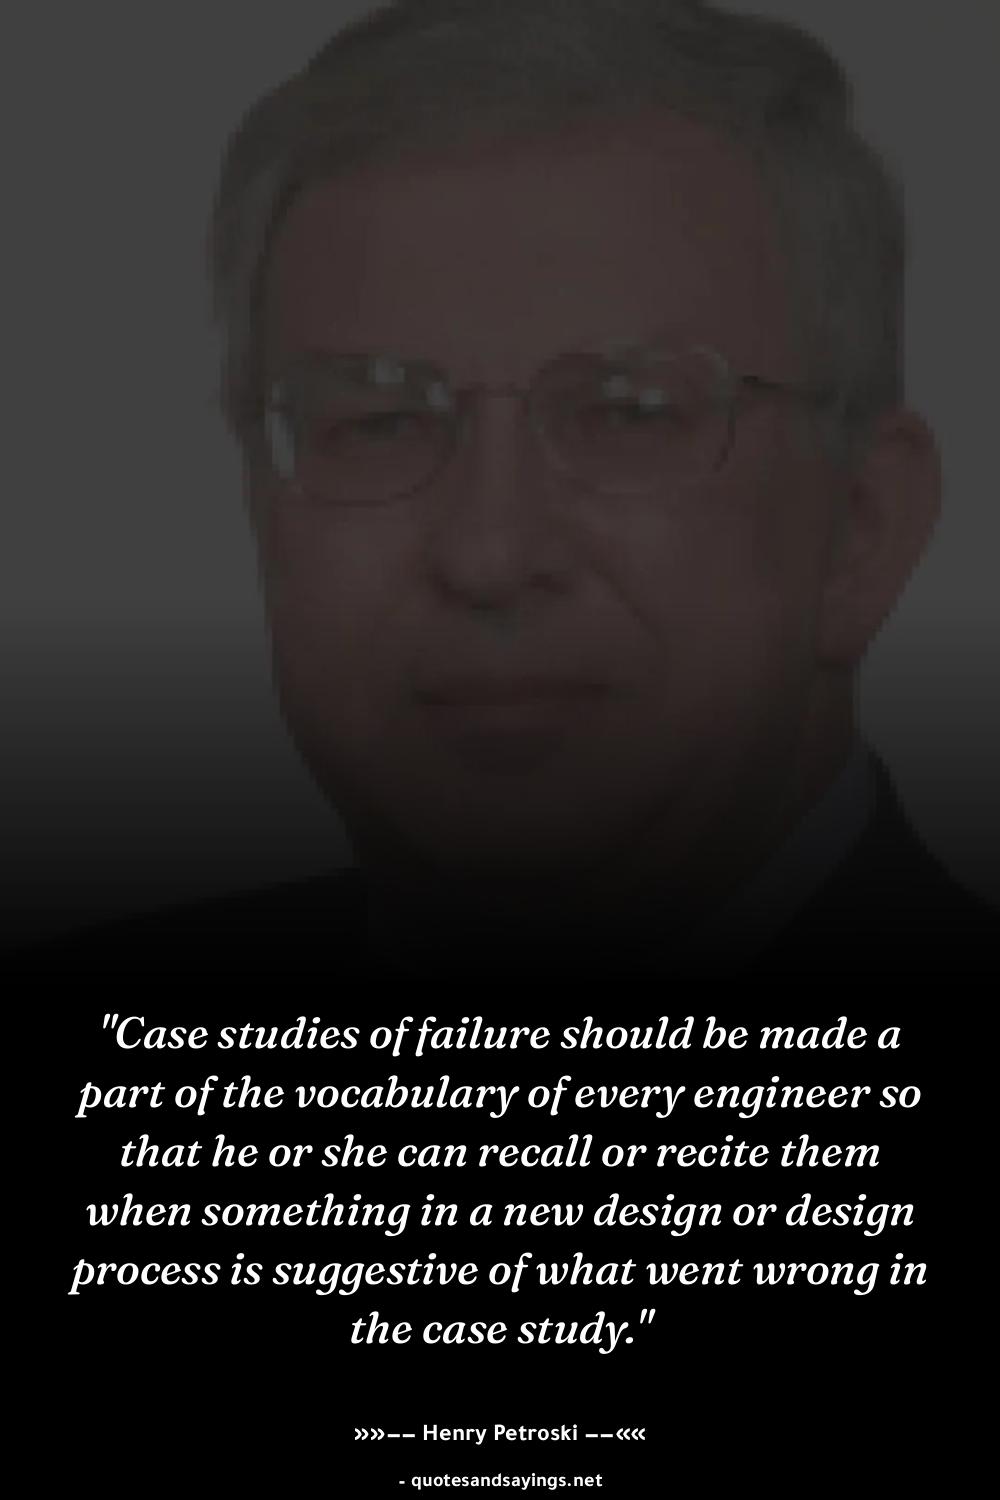 "Case studies of failure should be made a
part of the vocabulary of every engineer so
that he or she can recall or recite them
when something in a new design or design
process is suggestive of what went wrong in
the case study."
»»–– Henry Petroski ––««
- quotesandsayings.net